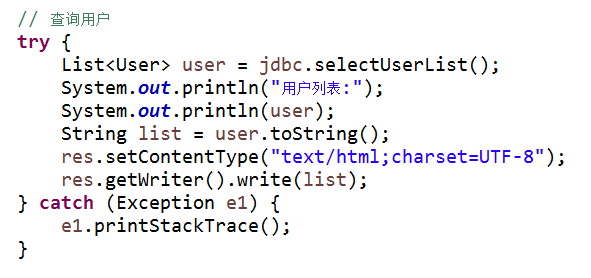 // 查询用户
try {
    List<User> user = jdbc.selectUserList();
    System.out.println("用户列表:");
    System.out.println(user);
    String list = user.toString();
    res.setContentType("text/html;charset=UTF-8");
    res.getWriter().write(list);
} catch (Exception e1) {
    e1.printStackTrace();
}